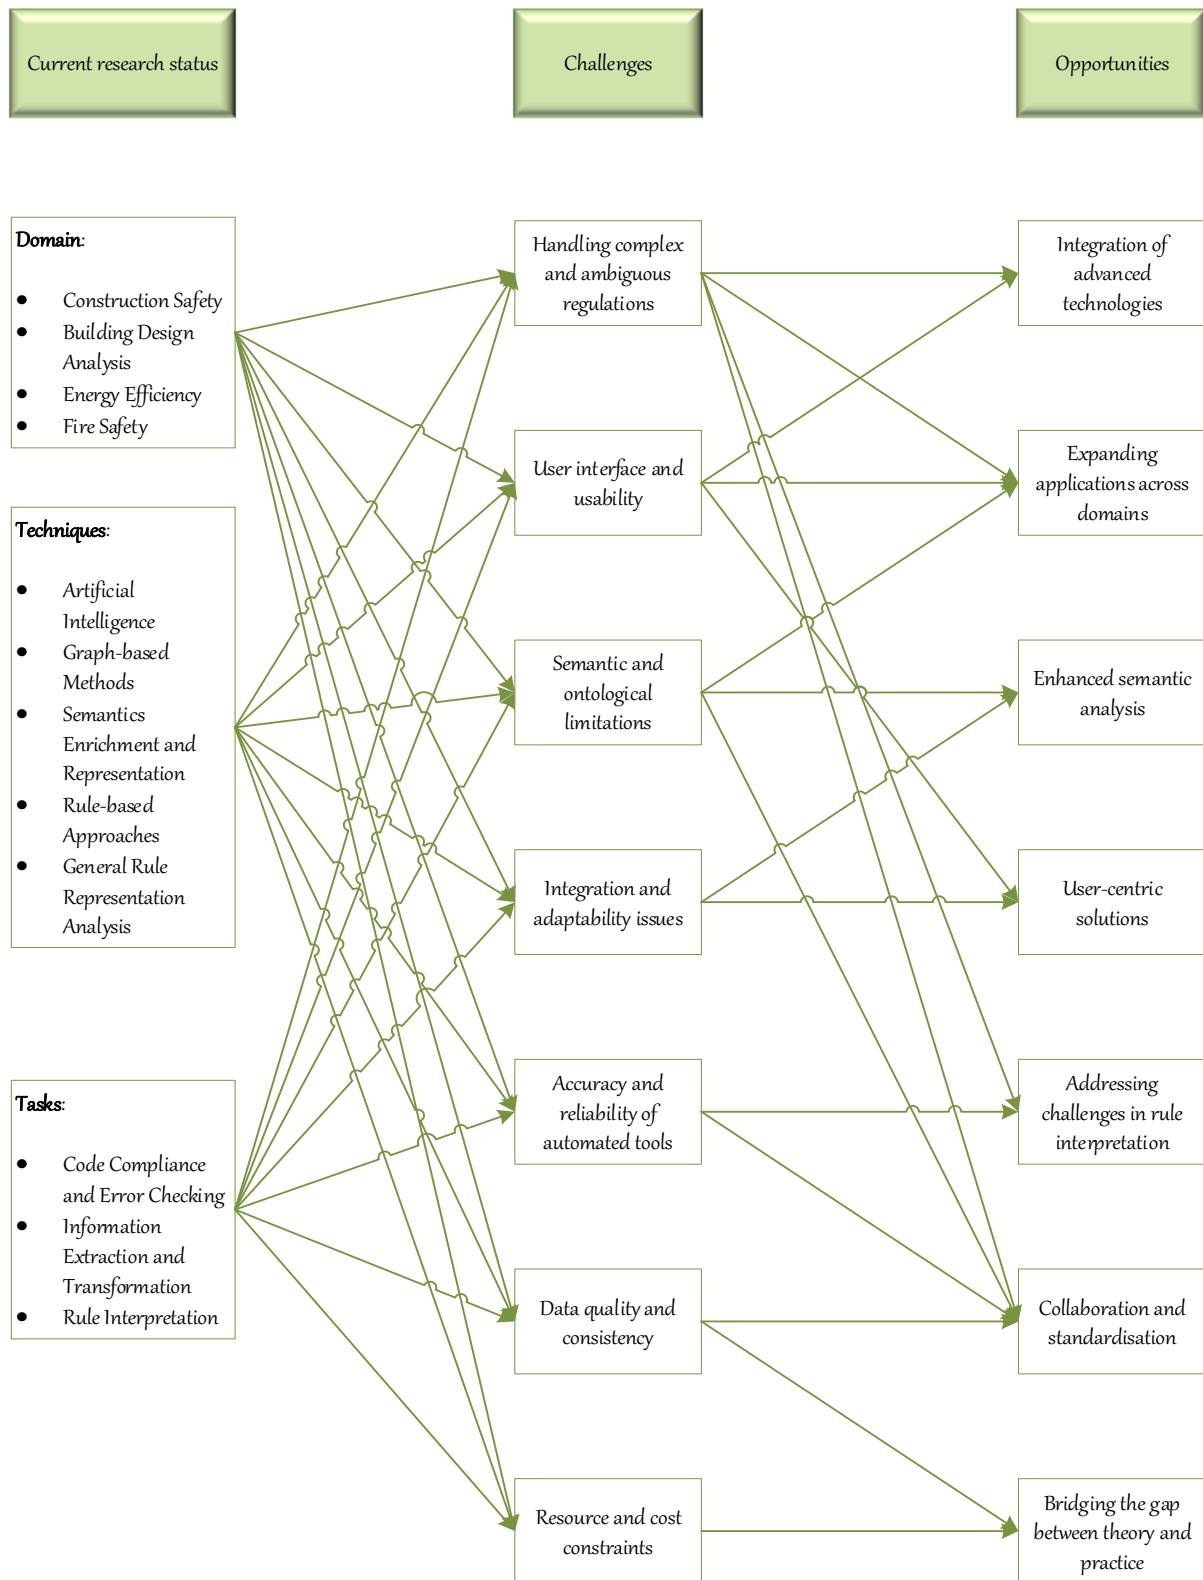 Current research status
Challenges
Opportunities
Domain:
● Construction Safety
● Building Design
Analysis
● Energy Efficiency
● Fire Safety
Techniques:
● Artificial
Intelligence
● Graph-based
Methods
● Semantics
Enrichment and
Representation
● Rule-based
Approaches
● General Rule
Representation
Analysis
Tasks:
● Code Compliance
and Error Checking
● Information
Extraction and
Transformation
● Rule Interpretation
Handling complex
and ambiguous
regulations
User interface and
usability
Semantic and
ontological
limitations
Integration and
adaptability issues
Accuracy and
reliability of
automated tools
Data quality and
consistency
Resource and cost
constraints
Integration of
advanced
technologies
Expanding
applications across
domains
Enhanced semantic
analysis
User-centric
solutions
Addressing
challenges in rule
interpretation
Collaboration and
standardisation
Bridging the gap
between theory and
practice